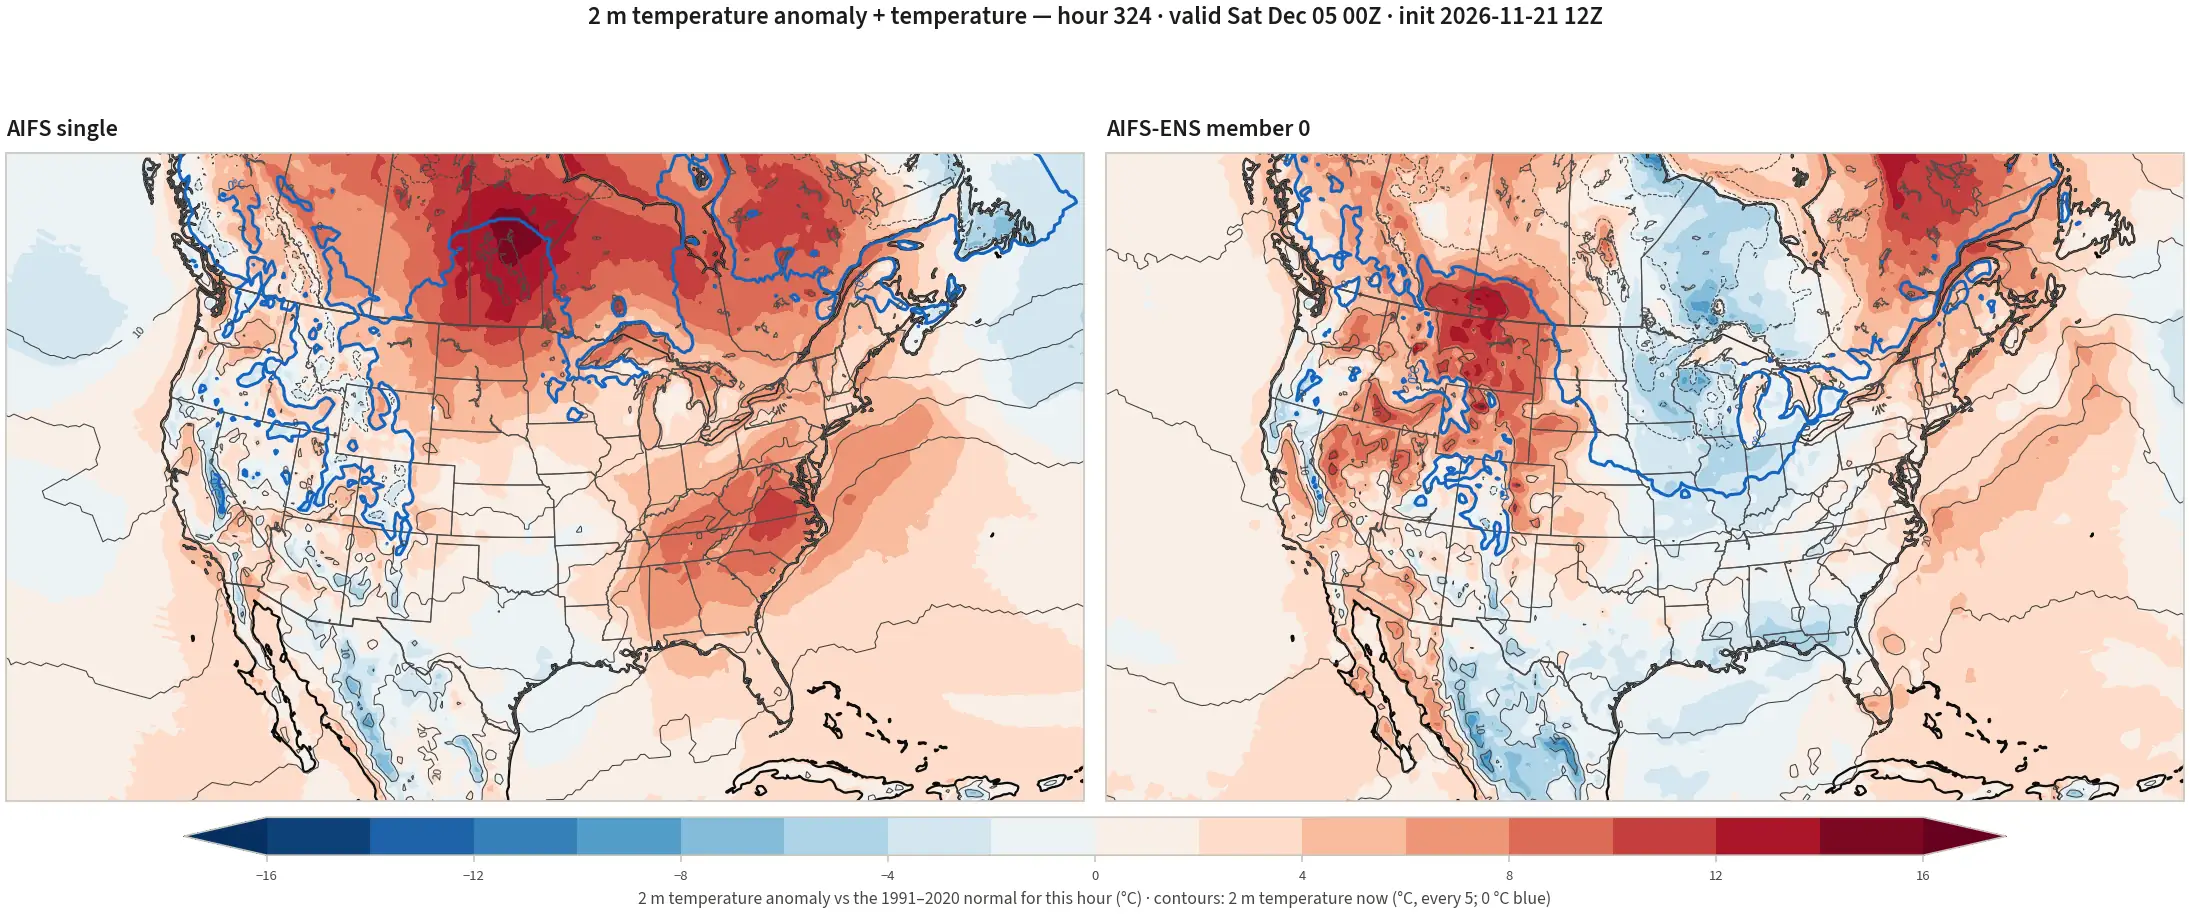 2 m temperature anomaly + temperature — hour 324 · valid Sat Dec 05 00Z · init 2026-11-21 12Z
AIFS single
AIFS-ENS member 0
10
−16 −12 −8 −4 0 4 8 12 16
2 m temperature anomaly vs the 1991–2020 normal for this hour (°C) · contours: 2 m temperature now (°C, every 5; 0 °C blue)